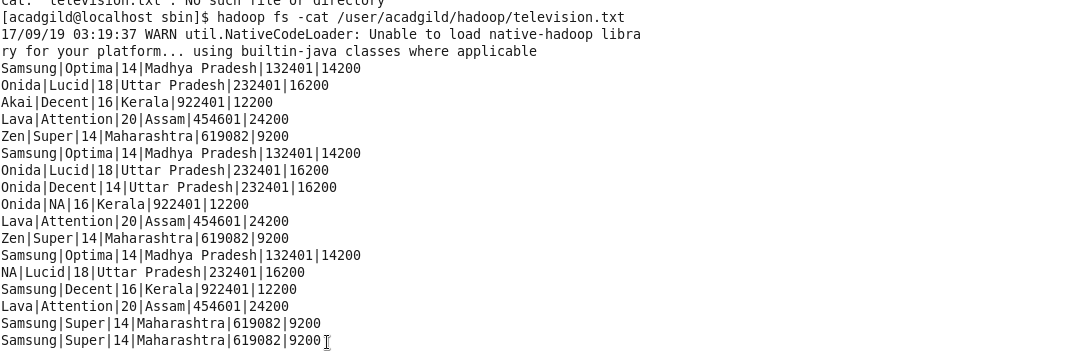 cat: `television.txt': No such file or directory
[acadgild@localhost sbin]$ hadoop fs -cat /user/acadgild/hadoop/television.txt
17/09/19 03:19:37 WARN util.NativeCodeLoader: Unable to load native-hadoop libra
ry for your platform... using builtin-java classes where applicable
Samsung|Optima|14|Madhya Pradesh|132401|14200
Onida|Lucid|18|Uttar Pradesh|232401|16200
Akai|Decent|16|Kerala|922401|12200
Lava|Attention|20|Assam|454601|24200
Zen|Super|14|Maharashtra|619082|9200
Samsung|Optima|14|Madhya Pradesh|132401|14200
Onida|Lucid|18|Uttar Pradesh|232401|16200
Onida|Decent|14|Uttar Pradesh|232401|16200
Onida|NA|16|Kerala|922401|12200
Lava|Attention|20|Assam|454601|24200
Zen|Super|14|Maharashtra|619082|9200
Samsung|Optima|14|Madhya Pradesh|132401|14200
NA|Lucid|18|Uttar Pradesh|232401|16200
Samsung|Decent|16|Kerala|922401|12200
Lava|Attention|20|Assam|454601|24200
Samsung|Super|14|Maharashtra|619082|9200
Samsung|Super|14|Maharashtra|619082|9200